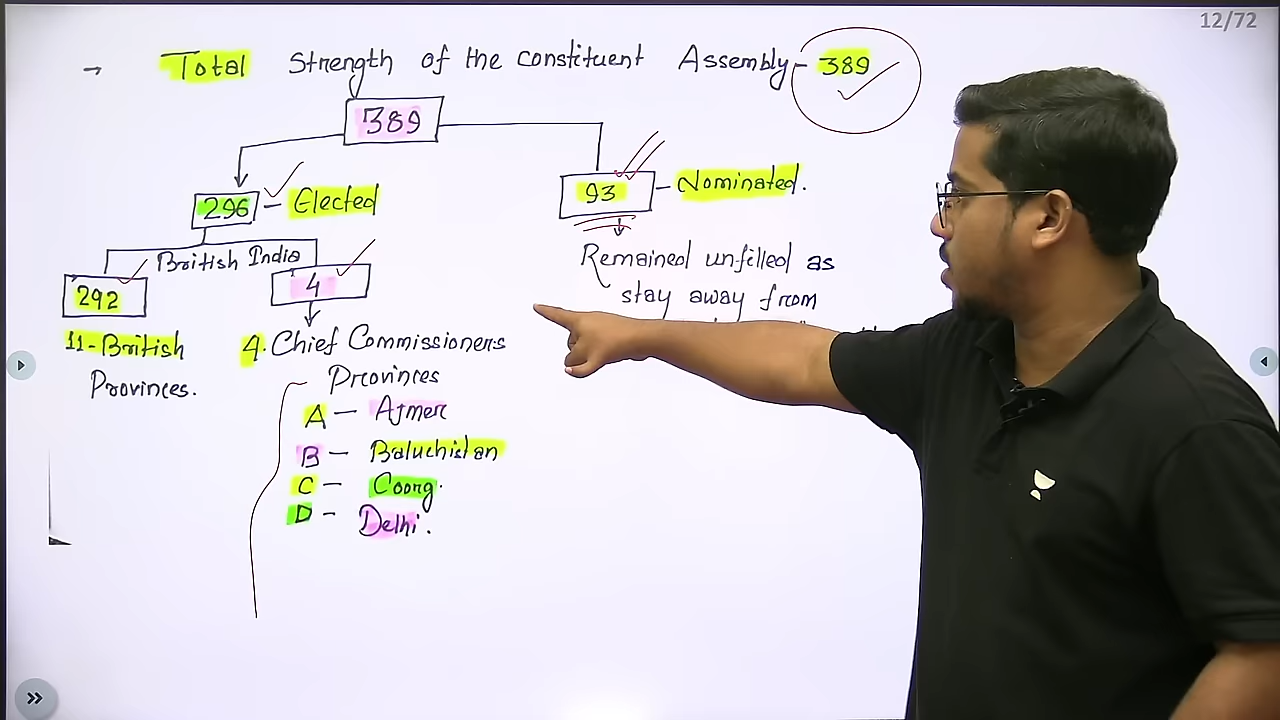 12/72
→ Total Strength of the constituent Assembly - 389
389
296 - Elected
93 - Nominated.
British India
292
4
Remained unfilled as
stay away from
11-British
Provinces.
4. Chief Commissioners
Provinces
A - Ajmer
B - Baluchistan
C - Coorg.
D - Delhi.